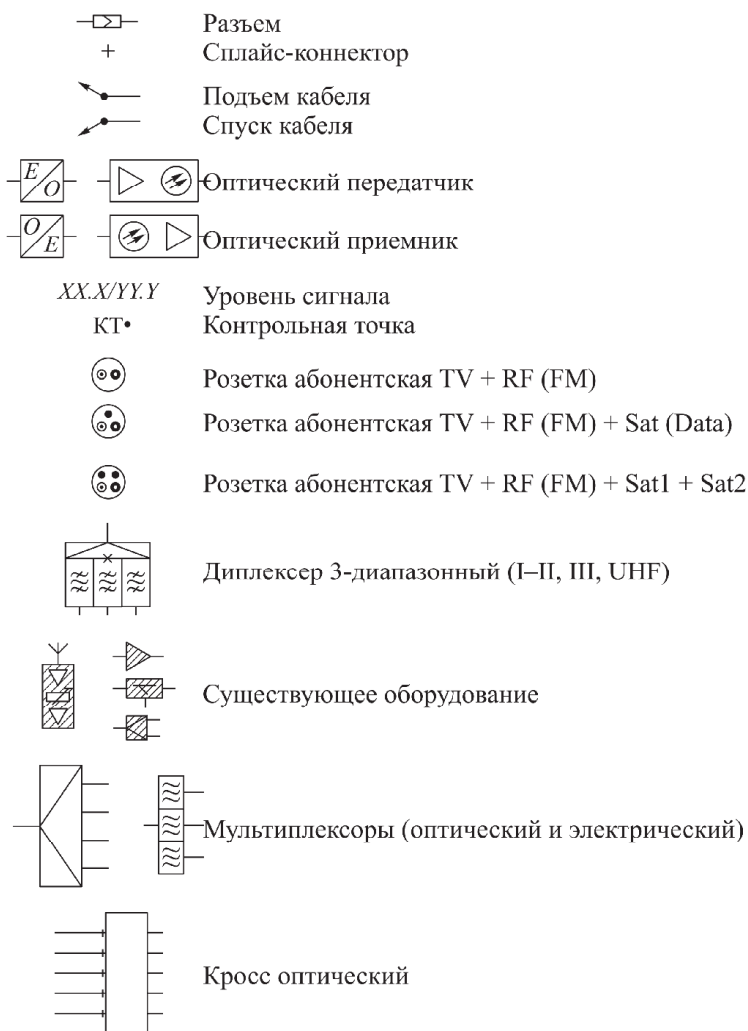 Разъем
+ Сплайс-коннектор
Подъем кабеля
Спуск кабеля
E/O Оптический передатчик
O/E Оптический приемник
XX.X/YY.Y Уровень сигнала
КТ• Контрольная точка
Розетка абонентская TV + RF (FM)
Розетка абонентская TV + RF (FM) + Sat (Data)
Розетка абонентская TV + RF (FM) + Sat1 + Sat2
Диплексер 3-диапазонный (I–II, III, UHF)
Существующее оборудование
Мультиплексоры (оптический и электрический)
Кросс оптический